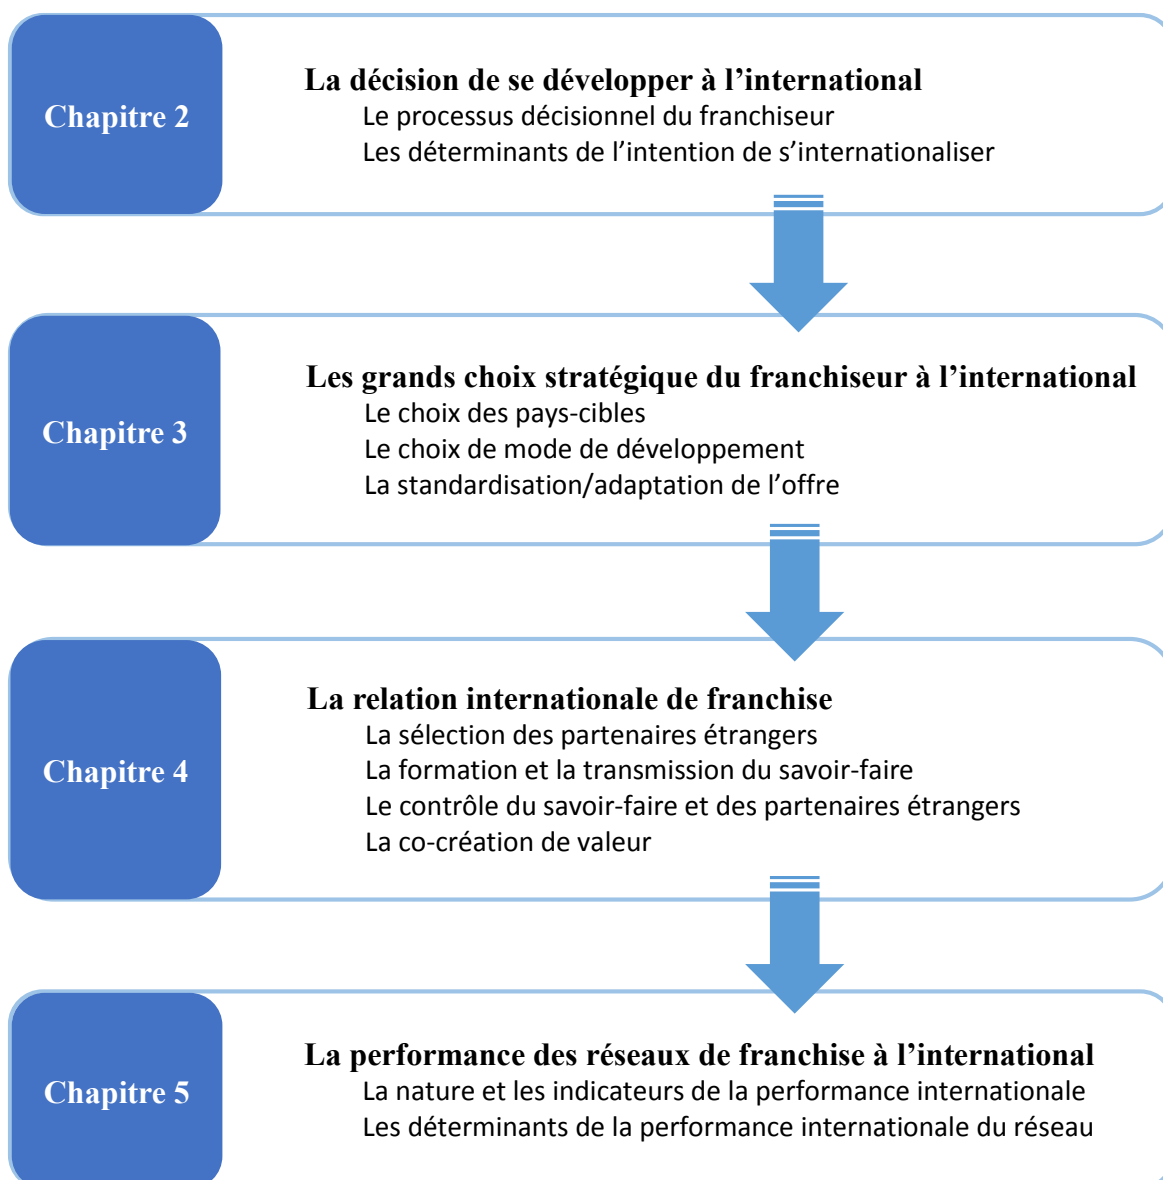 Chapitre 2
La décision de se développer à l’international
Le processus décisionnel du franchiseur
Les déterminants de l’intention de s’internationaliser
Chapitre 3
Les grands choix stratégique du franchiseur à l’international
Le choix des pays-cibles
Le choix de mode de développement
La standardisation/adaptation de l’offre
Chapitre 4
La relation internationale de franchise
La sélection des partenaires étrangers
La formation et la transmission du savoir-faire
Le contrôle du savoir-faire et des partenaires étrangers
La co-création de valeur
Chapitre 5
La performance des réseaux de franchise à l’international
La nature et les indicateurs de la performance internationale
Les déterminants de la performance internationale du réseau